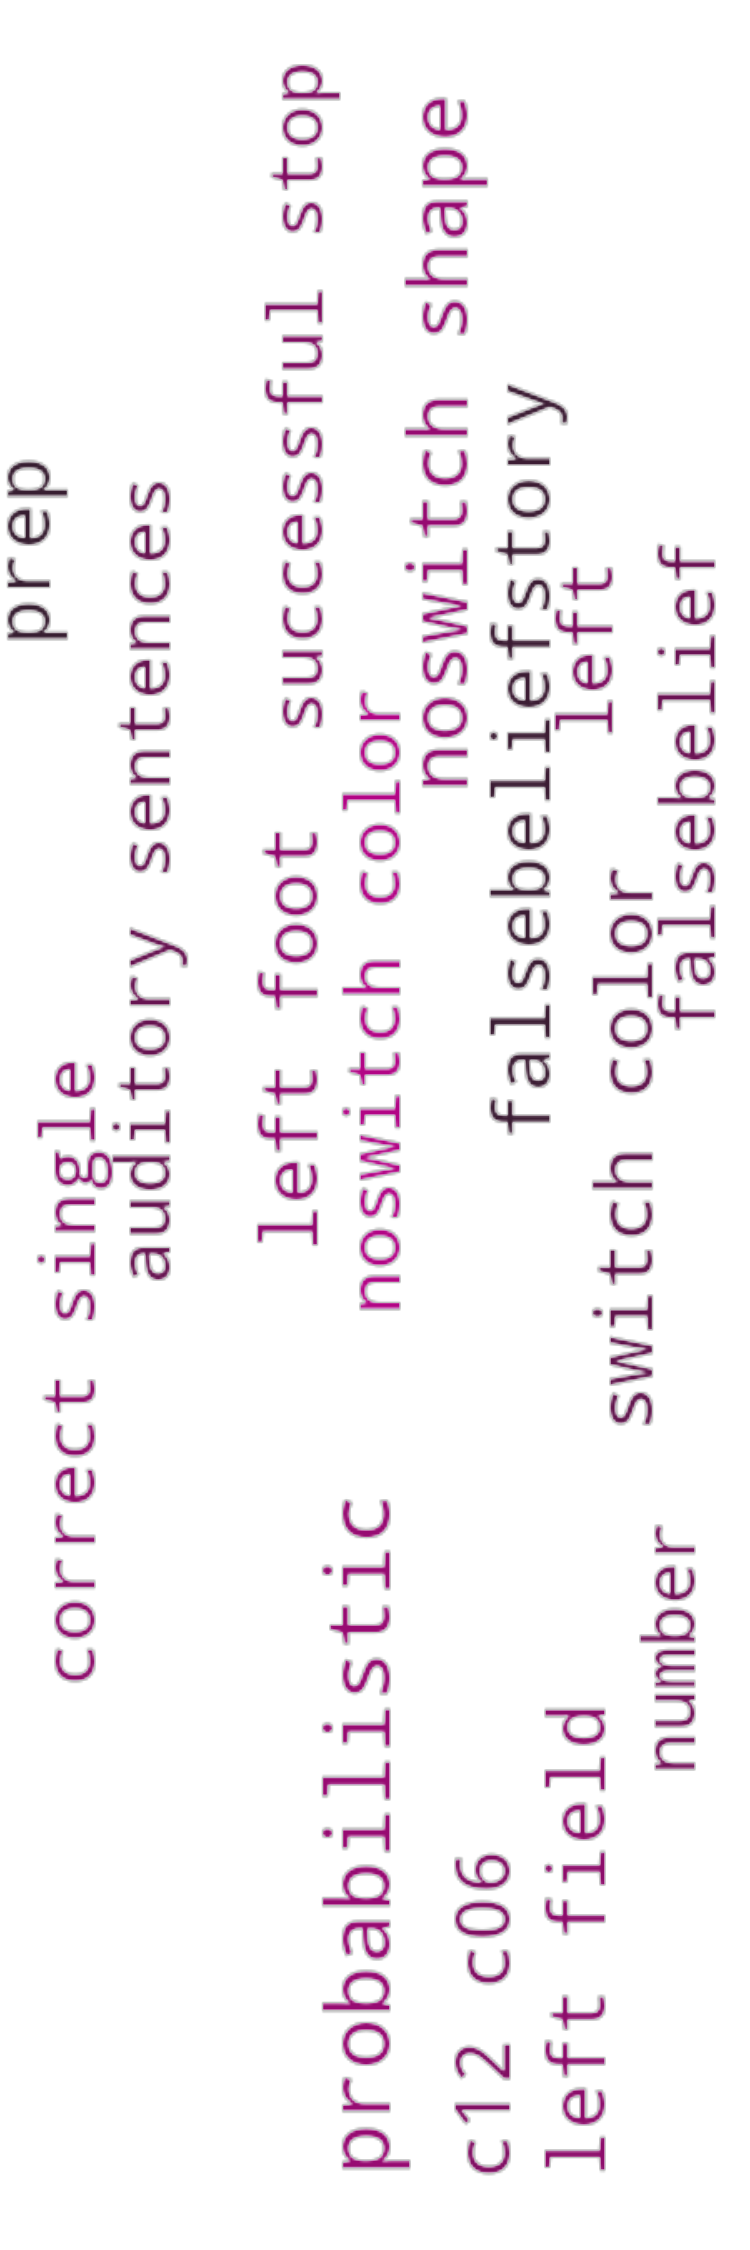 prep
correct single
auditory sentences
left foot
successful stop
probabilistic
noswitch color
noswitch shape
c12 c06
falsebeliefstory
left field
left
switch color
number
falsebelief